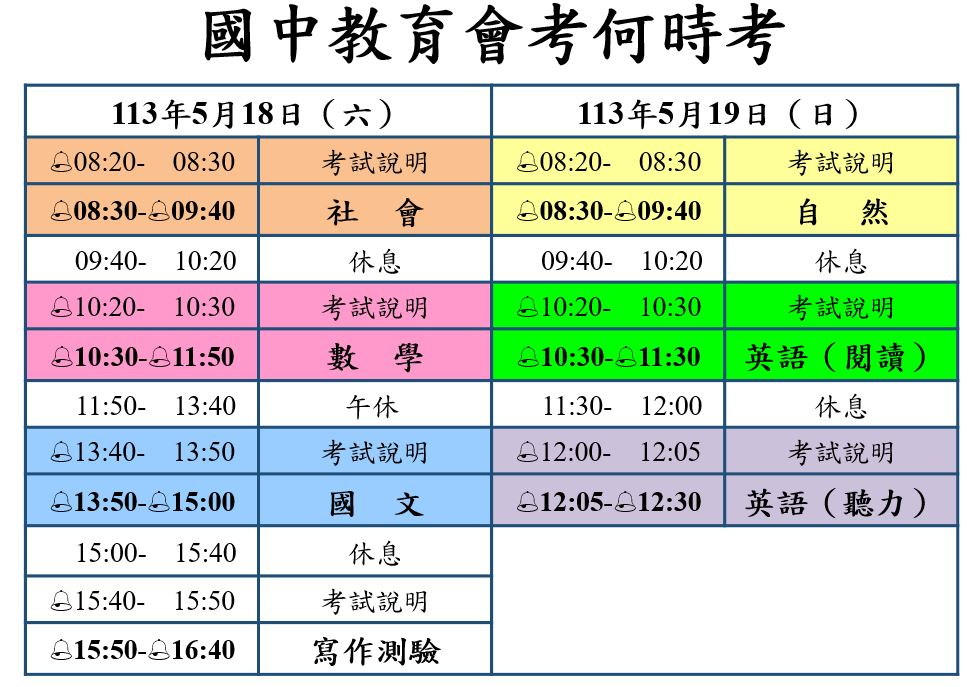 國中教育會考何時考
113年5月18日（六） 113年5月19日（日）
🔔08:20- 08:30 考試說明 🔔08:20- 08:30 考試說明
🔔08:30-🔔09:40 社 會 🔔08:30-🔔09:40 自 然
09:40- 10:20 休息 09:40- 10:20 休息
🔔10:20- 10:30 考試說明 🔔10:20- 10:30 考試說明
🔔10:30-🔔11:50 數 學 🔔10:30-🔔11:30 英語（閱讀）
11:50- 13:40 午休 11:30- 12:00 休息
🔔13:40- 13:50 考試說明 🔔12:00- 12:05 考試說明
🔔13:50-🔔15:00 國 文 🔔12:05-🔔12:30 英語（聽力）
15:00- 15:40 休息
🔔15:40- 15:50 考試說明
🔔15:50-🔔16:40 寫作測驗